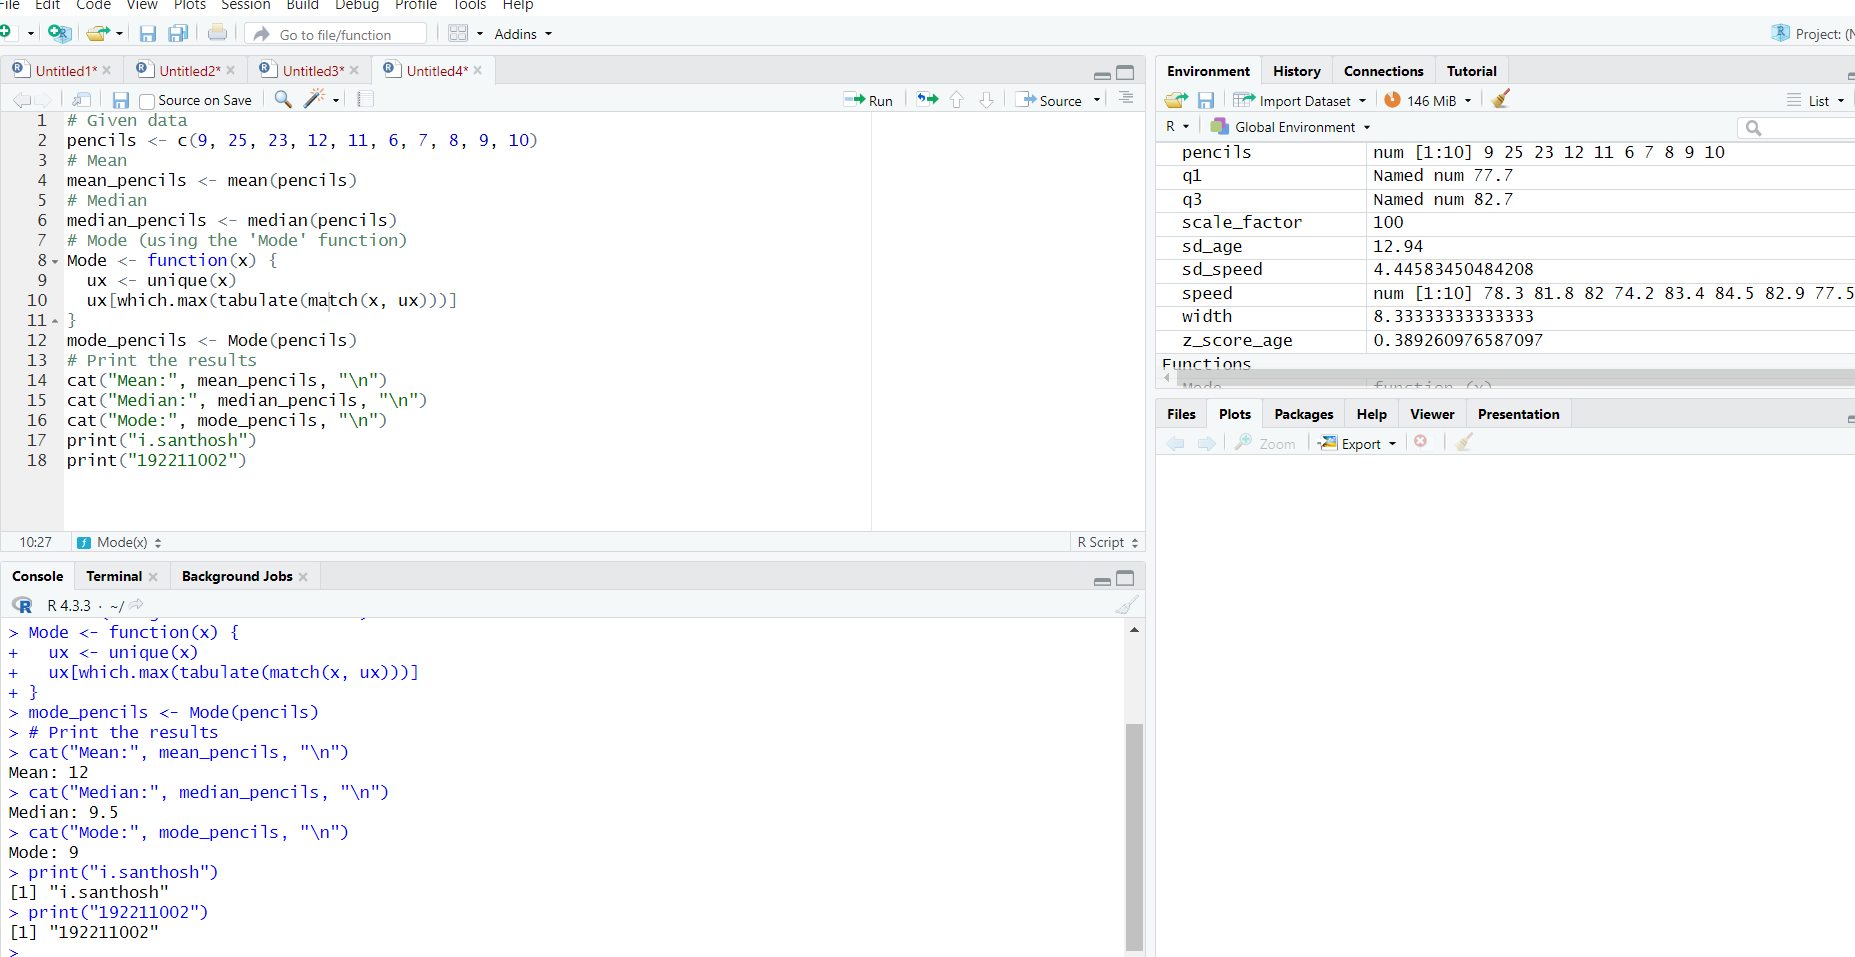 File Edit Code View Plots Session Build Debug Profile Tools Help
Go to file/function Addins Project: (N
Untitled1* Untitled2* Untitled3* Untitled4*
Source on Save Run Source
1 # Given data
2 pencils <- c(9, 25, 23, 12, 11, 6, 7, 8, 9, 10)
3 # Mean
4 mean_pencils <- mean(pencils)
5 # Median
6 median_pencils <- median(pencils)
7 # Mode (using the 'Mode' function)
8 Mode <- function(x) {
9 ux <- unique(x)
10 ux[which.max(tabulate(match(x, ux)))]
11 }
12 mode_pencils <- Mode(pencils)
13 # Print the results
14 cat("Mean:", mean_pencils, "\n")
15 cat("Median:", median_pencils, "\n")
16 cat("Mode:", mode_pencils, "\n")
17 print("i.santhosh")
18 print("192211002")
10:27 Mode(x) R Script
Console Terminal Background Jobs
R 4.3.3 · ~/
> Mode <- function(x) {
+ ux <- unique(x)
+ ux[which.max(tabulate(match(x, ux)))]
+ }
> mode_pencils <- Mode(pencils)
> # Print the results
> cat("Mean:", mean_pencils, "\n")
Mean: 12
> cat("Median:", median_pencils, "\n")
Median: 9.5
> cat("Mode:", mode_pencils, "\n")
Mode: 9
> print("i.santhosh")
[1] "i.santhosh"
> print("192211002")
[1] "192211002"
>
Environment History Connections Tutorial
Import Dataset 146 MiB List
R Global Environment
pencils num [1:10] 9 25 23 12 11 6 7 8 9 10
q1 Named num 77.7
q3 Named num 82.7
scale_factor 100
sd_age 12.94
sd_speed 4.44583450484208
speed num [1:10] 78.3 81.8 82 74.2 83.4 84.5 82.9 77.5
width 8.33333333333333
z_score_age 0.389260976587097
Functions
Mode function (x)
Files Plots Packages Help Viewer Presentation
Zoom Export